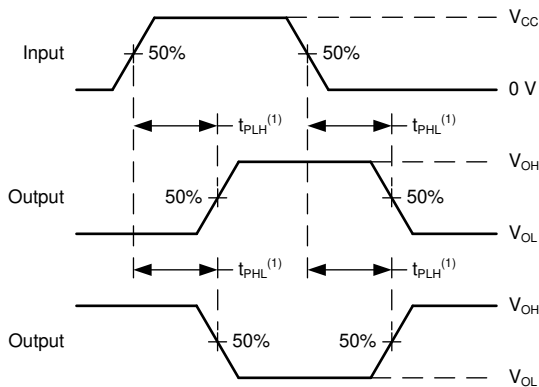 V_CC
Input 50% 50%
0 V
t_PLH^(1) t_PHL^(1)
V_OH
Output 50% 50%
V_OL
t_PHL^(1) t_PLH^(1)
V_OH
Output 50% 50%
V_OL